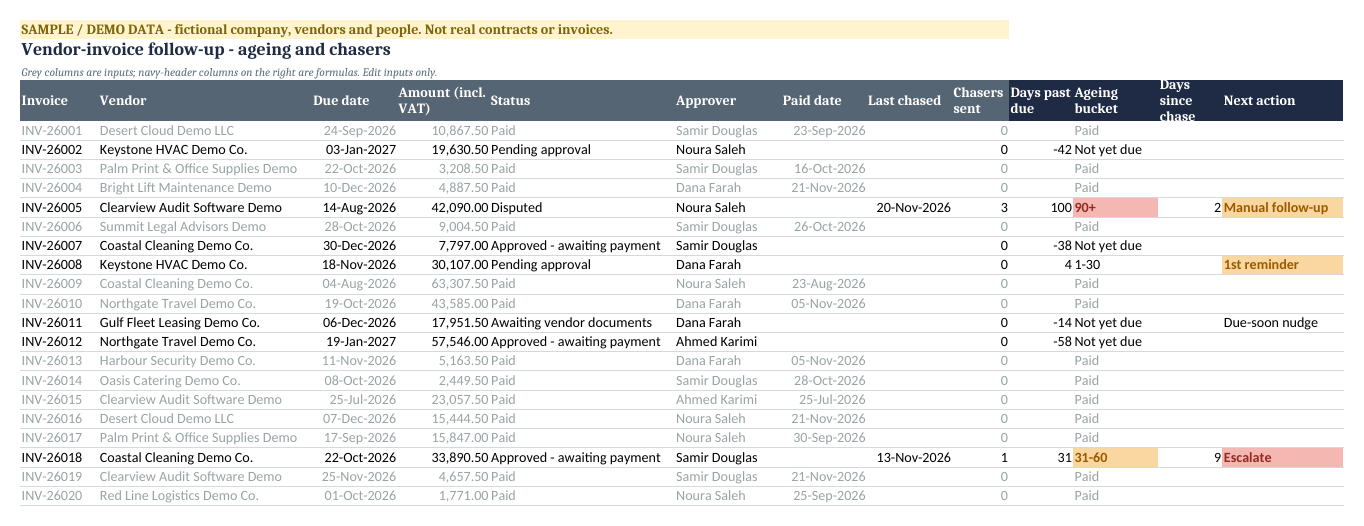 SAMPLE / DEMO DATA - fictional company, vendors and people. Not real contracts or invoices.
Vendor-invoice follow-up - ageing and chasers
Grey columns are inputs; navy-header columns on the right are formulas. Edit inputs only.
Invoice Vendor Due date Amount (incl. VAT) Status Approver Paid date Last chased Chasers sent Days past due Ageing bucket Days since chase Next action
INV-26001 Desert Cloud Demo LLC 24-Sep-2026 10,867.50 Paid Samir Douglas 23-Sep-2026 0 Paid
INV-26002 Keystone HVAC Demo Co. 03-Jan-2027 19,630.50 Pending approval Noura Saleh 0 -42 Not yet due
INV-26003 Palm Print & Office Supplies Demo 22-Oct-2026 3,208.50 Paid Samir Douglas 16-Oct-2026 0 Paid
INV-26004 Bright Lift Maintenance Demo 10-Dec-2026 4,887.50 Paid Dana Farah 21-Nov-2026 0 Paid
INV-26005 Clearview Audit Software Demo 14-Aug-2026 42,090.00 Disputed Noura Saleh 20-Nov-2026 3 100 90+ 2 Manual follow-up
INV-26006 Summit Legal Advisors Demo 28-Oct-2026 9,004.50 Paid Samir Douglas 26-Oct-2026 0 Paid
INV-26007 Coastal Cleaning Demo Co. 30-Dec-2026 7,797.00 Approved - awaiting payment Samir Douglas 0 -38 Not yet due
INV-26008 Keystone HVAC Demo Co. 18-Nov-2026 30,107.00 Pending approval Dana Farah 0 4 1-30 1st reminder
INV-26009 Coastal Cleaning Demo Co. 04-Aug-2026 63,307.50 Paid Noura Saleh 23-Aug-2026 0 Paid
INV-26010 Northgate Travel Demo Co. 19-Oct-2026 43,585.00 Paid Dana Farah 05-Nov-2026 0 Paid
INV-26011 Gulf Fleet Leasing Demo Co. 06-Dec-2026 17,951.50 Awaiting vendor documents Dana Farah 0 -14 Not yet due Due-soon nudge
INV-26012 Northgate Travel Demo Co. 19-Jan-2027 57,546.00 Approved - awaiting payment Ahmed Karimi 0 -58 Not yet due
INV-26013 Harbour Security Demo Co. 11-Nov-2026 5,163.50 Paid Dana Farah 05-Nov-2026 0 Paid
INV-26014 Oasis Catering Demo Co. 08-Oct-2026 2,449.50 Paid Samir Douglas 28-Oct-2026 0 Paid
INV-26015 Clearview Audit Software Demo 25-Jul-2026 23,057.50 Paid Ahmed Karimi 25-Jul-2026 0 Paid
INV-26016 Desert Cloud Demo LLC 07-Dec-2026 15,444.50 Paid Noura Saleh 21-Nov-2026 0 Paid
INV-26017 Palm Print & Office Supplies Demo 17-Sep-2026 15,847.00 Paid Noura Saleh 30-Sep-2026 0 Paid
INV-26018 Coastal Cleaning Demo Co. 22-Oct-2026 33,890.50 Approved - awaiting payment Samir Douglas 13-Nov-2026 1 31 31-60 9 Escalate
INV-26019 Clearview Audit Software Demo 25-Nov-2026 4,657.50 Paid Samir Douglas 21-Nov-2026 0 Paid
INV-26020 Red Line Logistics Demo Co. 01-Oct-2026 1,771.00 Paid Noura Saleh 25-Sep-2026 0 Paid